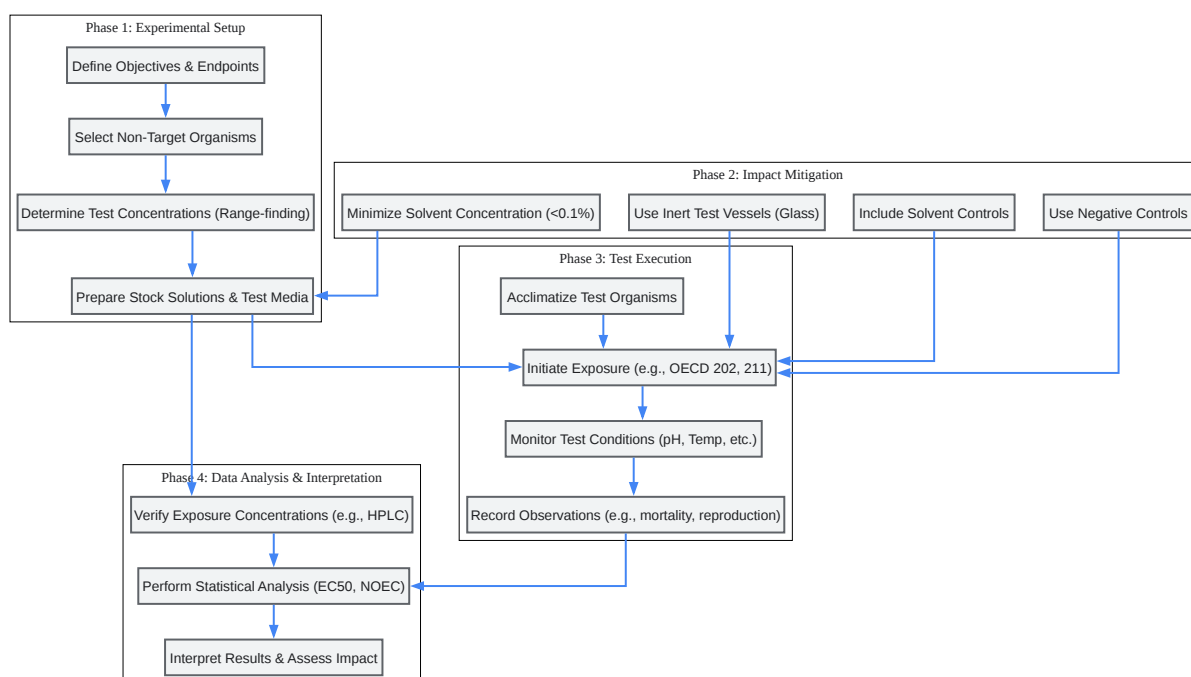 Phase 1: Experimental Setup
Define Objectives & Endpoints
Select Non-Target Organisms
Determine Test Concentrations (Range-finding)
Prepare Stock Solutions & Test Media
Phase 2: Impact Mitigation
Minimize Solvent Concentration (<0.1%)
Use Inert Test Vessels (Glass)
Include Solvent Controls
Use Negative Controls
Phase 3: Test Execution
Acclimatize Test Organisms
Initiate Exposure (e.g., OECD 202, 211)
Monitor Test Conditions (pH, Temp, etc.)
Record Observations (e.g., mortality, reproduction)
Phase 4: Data Analysis & Interpretation
Verify Exposure Concentrations (e.g., HPLC)
Perform Statistical Analysis (EC50, NOEC)
Interpret Results & Assess Impact